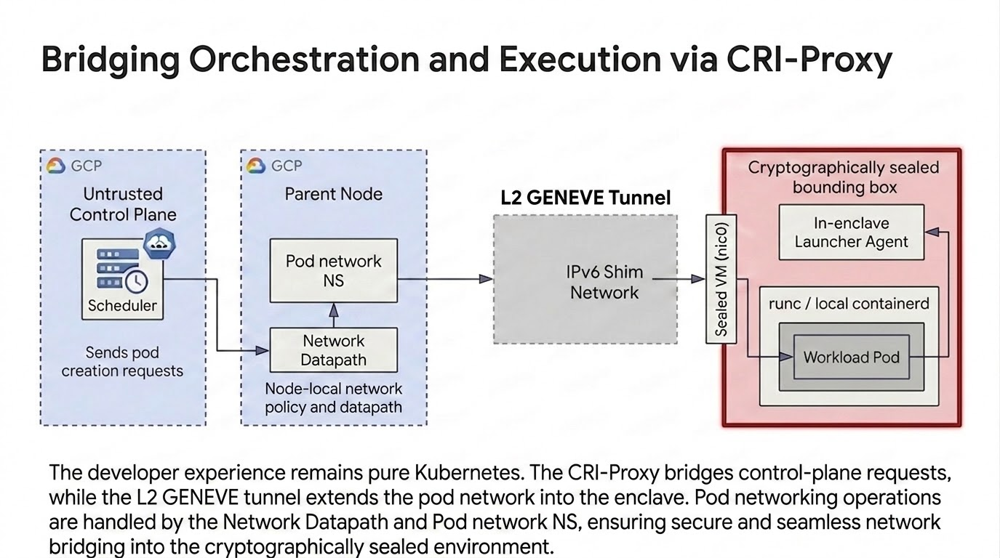 Bridging Orchestration and Execution via CRI-Proxy
GCP
Untrusted
Control Plane
Scheduler
Sends pod
creation requests
GCP
Parent Node
Pod network
NS
Network
Datapath
Node-local network
policy and datapath
L2 GENEVE Tunnel
IPv6 Shim
Network
Sealed VM (nic0)
Cryptographically sealed
bounding box
In-enclave
Launcher Agent
runc / local containerd
Workload Pod
The developer experience remains pure Kubernetes. The CRI-Proxy bridges control-plane requests,
while the L2 GENEVE tunnel extends the pod network into the enclave. Pod networking operations
are handled by the Network Datapath and Pod network NS, ensuring secure and seamless network
bridging into the cryptographically sealed environment.